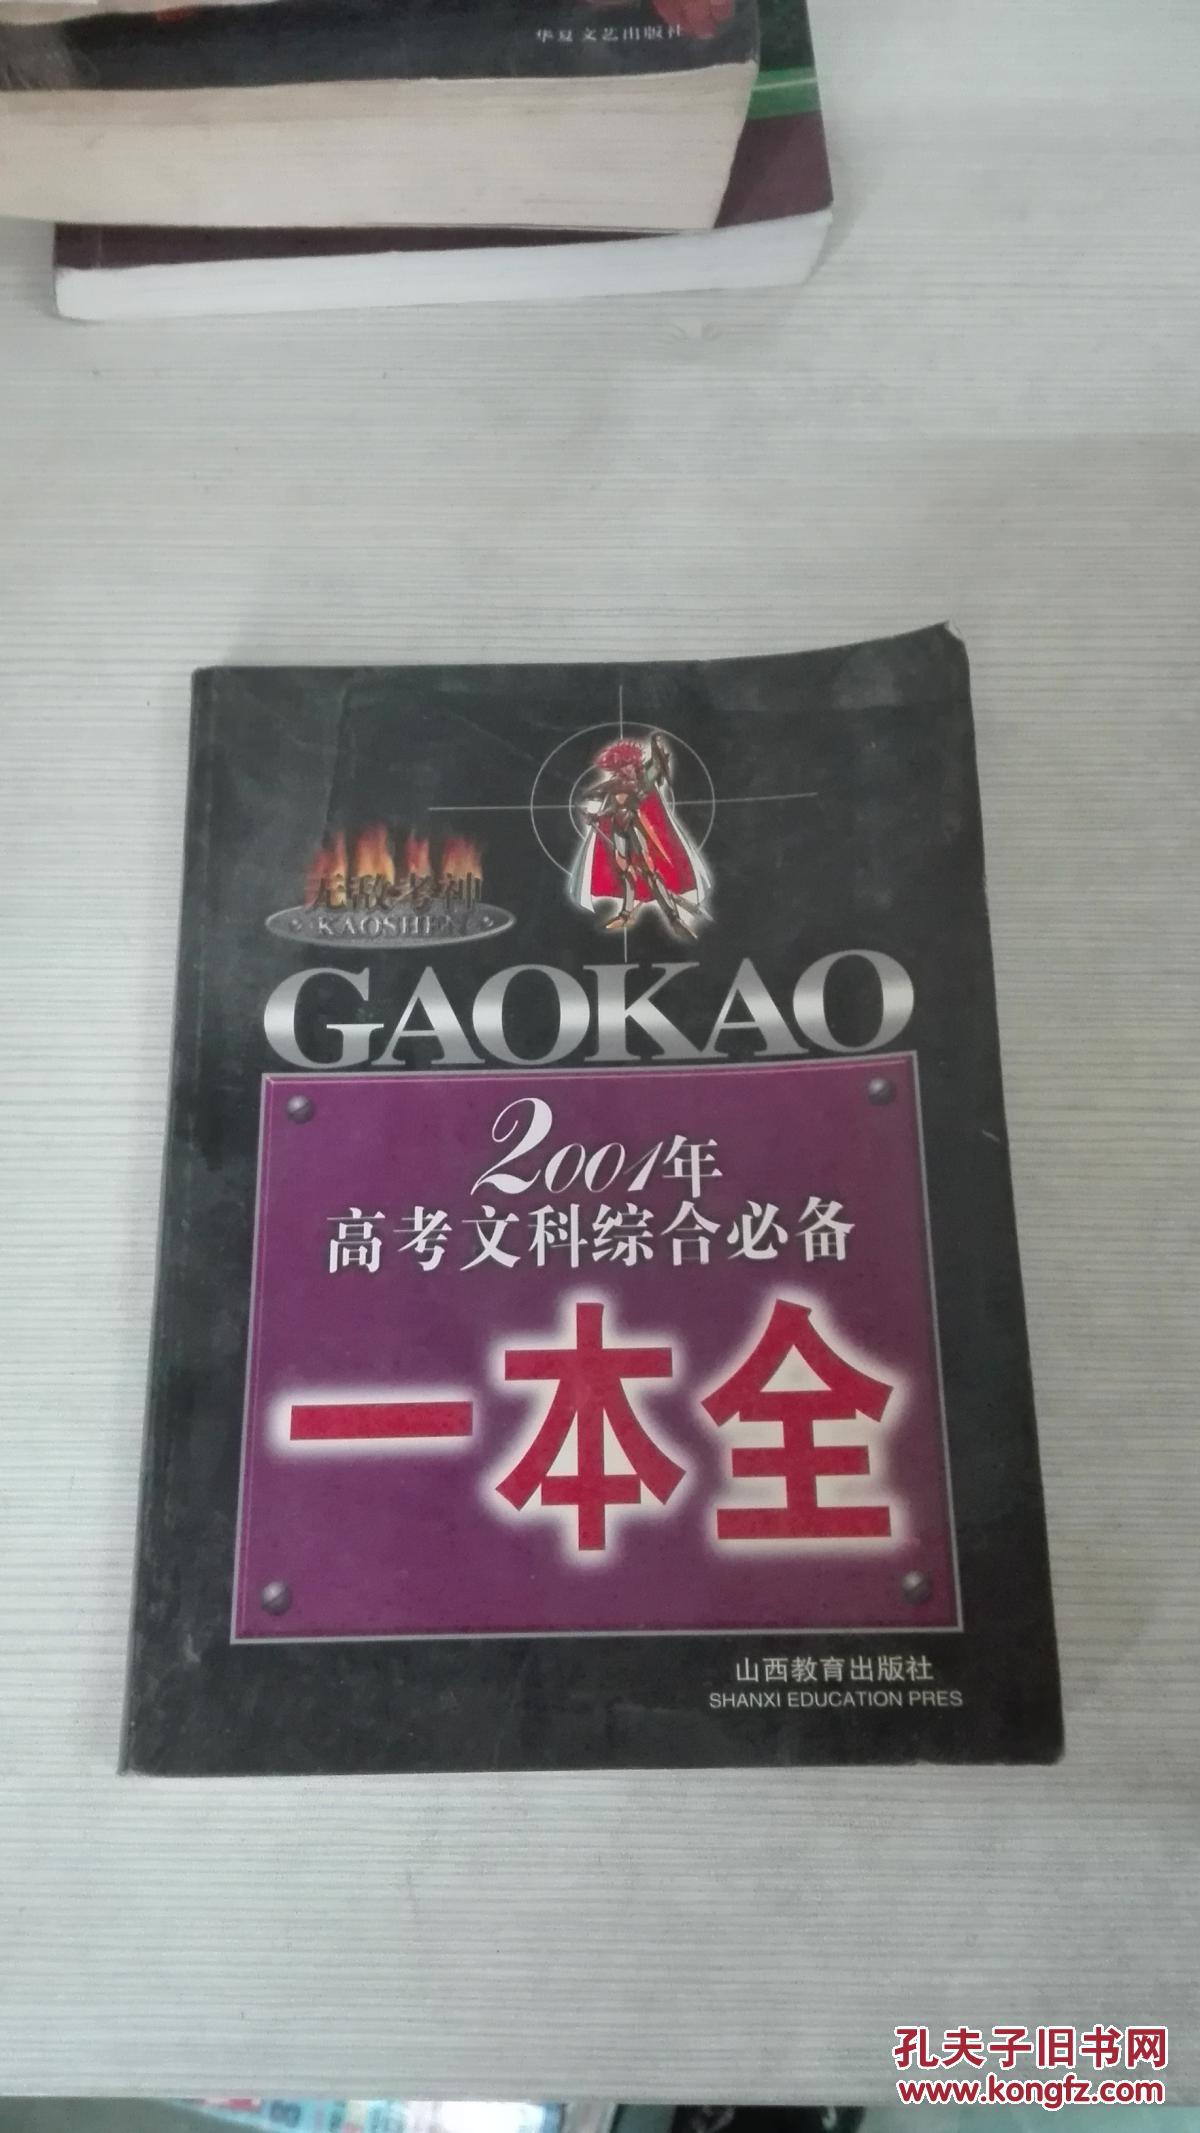 华夏文艺出版社
无敌考神
KAOSHEN
GAOKAO
2001年
高考文科综合必备
一本全
山西教育出版社
SHANXI EDUCATION PRES
孔夫子旧书网
www.kongfz.com